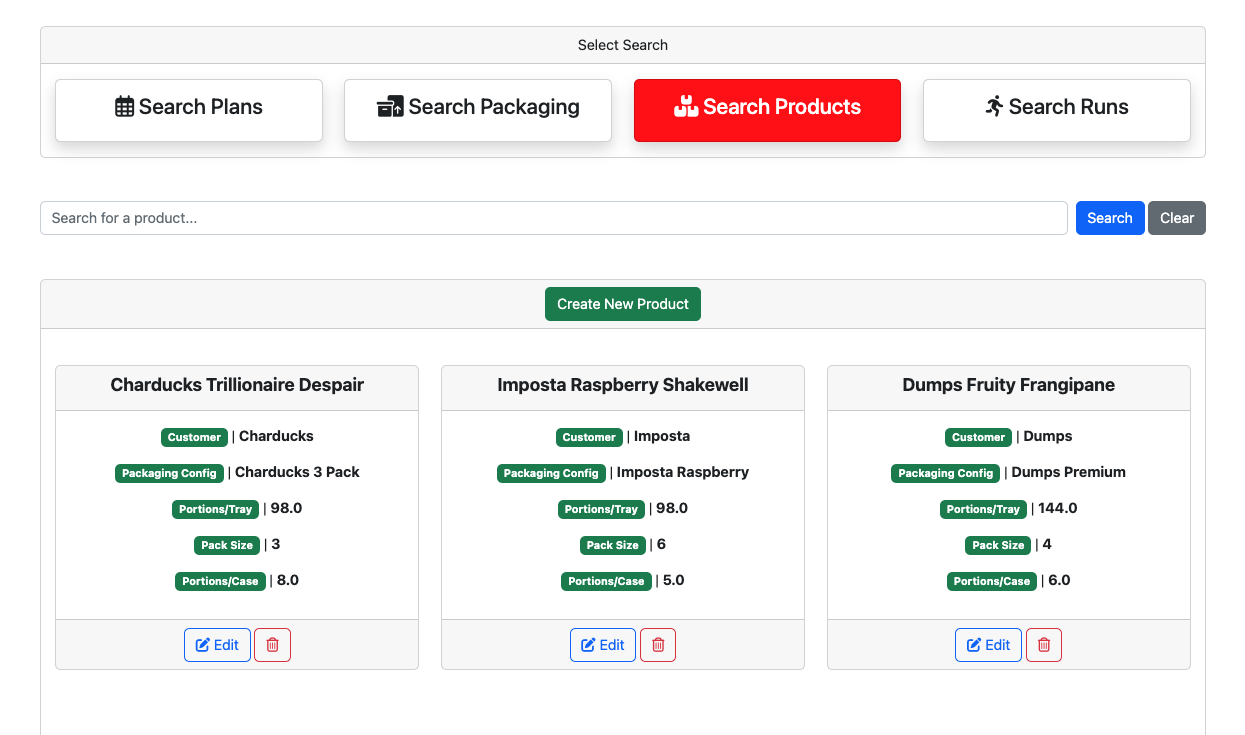 Select Search
Search Plans
Search Packaging
Search Products
Search Runs
Search for a product...
Search
Clear
Create New Product
Charducks Trillionaire Despair
Customer | Charducks
Packaging Config | Charducks 3 Pack
Portions/Tray | 98.0
Pack Size | 3
Portions/Case | 8.0
Edit
Imposta Raspberry Shakewell
Customer | Imposta
Packaging Config | Imposta Raspberry
Portions/Tray | 98.0
Pack Size | 6
Portions/Case | 5.0
Edit
Dumps Fruity Frangipane
Customer | Dumps
Packaging Config | Dumps Premium
Portions/Tray | 144.0
Pack Size | 4
Portions/Case | 6.0
Edit